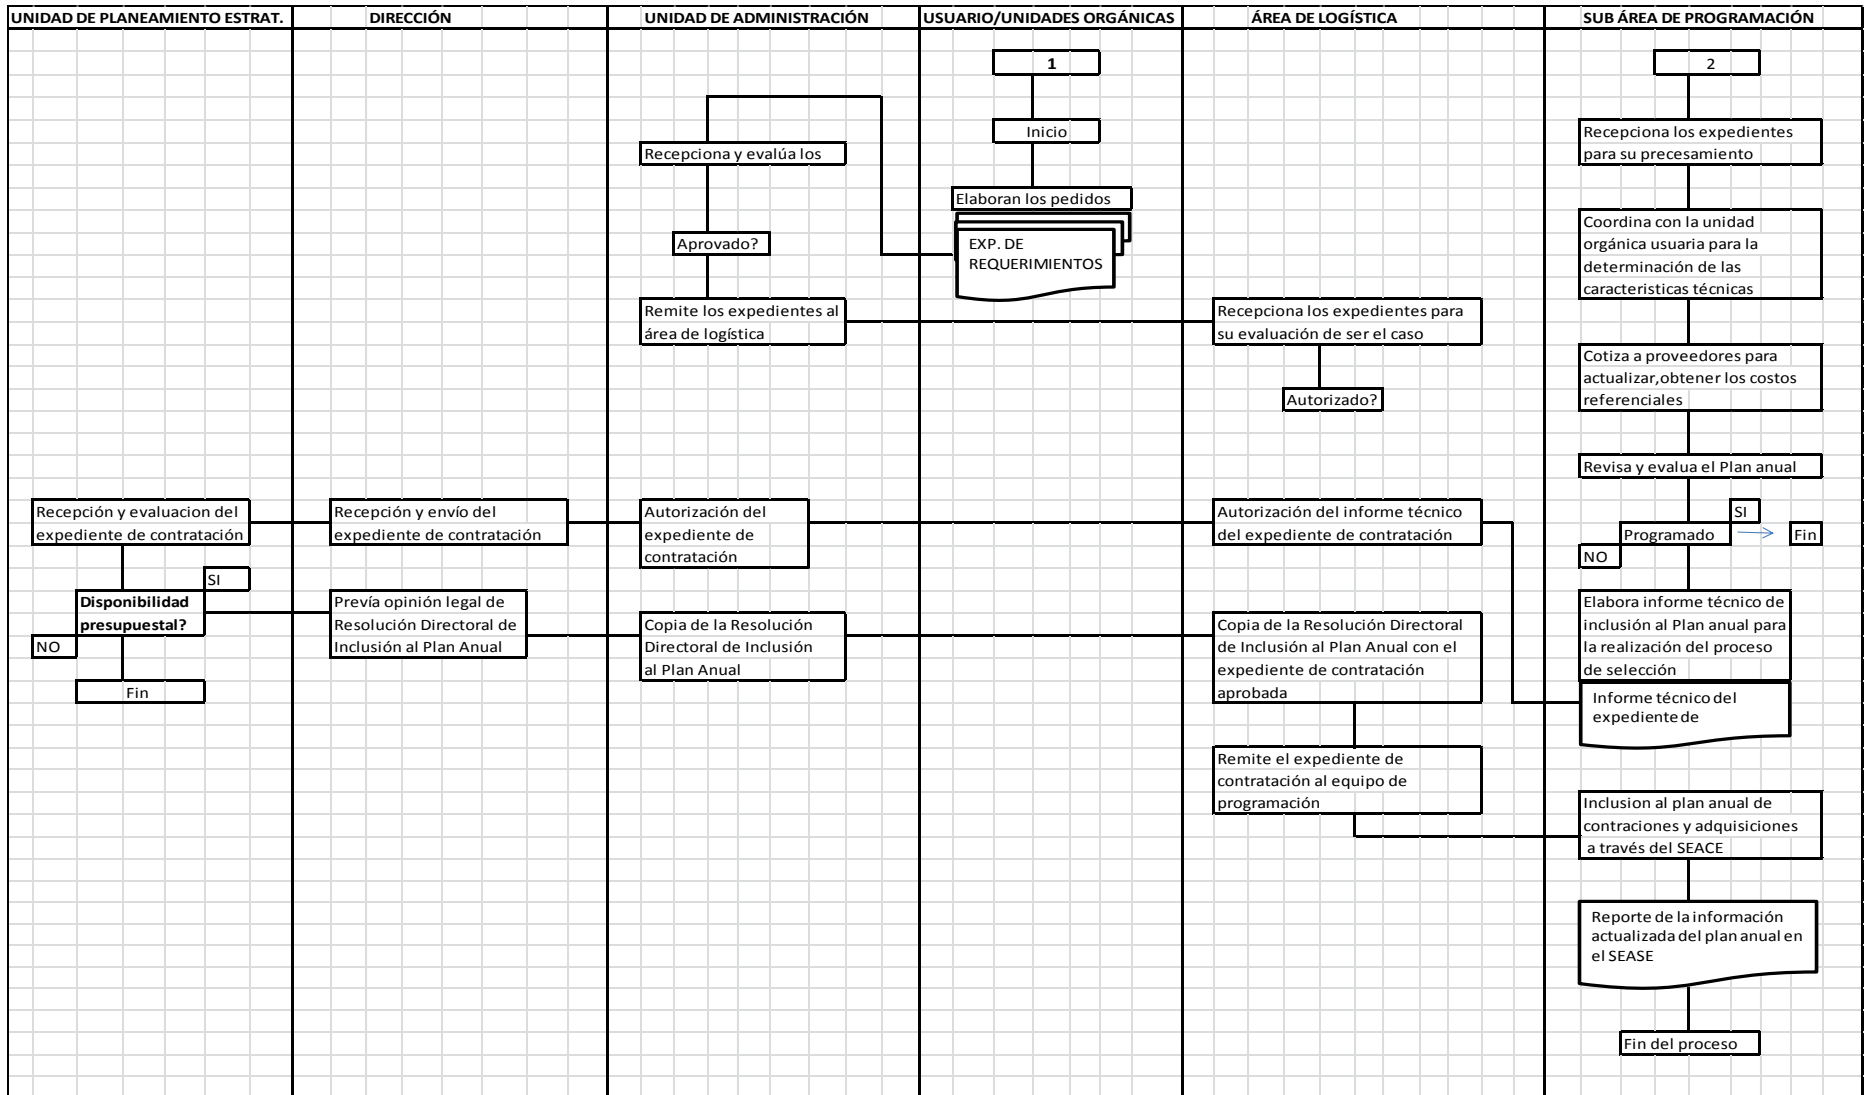 UNIDAD DE PLANEAMIENTO ESTRAT.
DIRECCIÓN
UNIDAD DE ADMINISTRACIÓN
USUARIO/UNIDADES ORGÁNICAS
ÁREA DE LOGÍSTICA
SUB ÁREA DE PROGRAMACIÓN
Recepción y evaluacion del
expediente de contratación
SI
Disponibilidad
presupuestal?
NO
Fin
Recepción y envío del
expediente de contratación
Prevía opinión legal de
Resolución Directoral de
Inclusión al Plan Anual
Recepciona y evalúa los
Aprovado?
Remite los expedientes al
área de logística
Autorización del
expediente de
contratación
Copia de la Resolución
Directoral de Inclusión
al Plan Anual
1
Inicio
Elaboran los pedidos
EXP. DE
REQUERIMIENTOS
Recepciona los expedientes para
su evaluación de ser el caso
Autorizado?
Autorización del informe técnico
del expediente de contratación
Copia de la Resolución Directoral
de Inclusión al Plan Anual con el
expediente de contratación
aprobada
Remite el expediente de
contratación al equipo de
programación
2
Recepciona los expedientes
para su precesamiento
Coordina con la unidad
orgánica usuaria para la
determinación de las
caracteristicas técnicas
Cotiza a proveedores para
actualizar,obtener los costos
referenciales
Revisa y evalua el Plan anual
SI
Programado
Fin
NO
Elabora informe técnico de
inclusión al Plan anual para
la realización del proceso
de selección
Informe técnico del
expediente de
Inclusion al plan anual de
contraciones y adquisiciones
a través del SEACE
Reporte de la información
actualizada del plan anual en
el SEASE
Fin del proceso